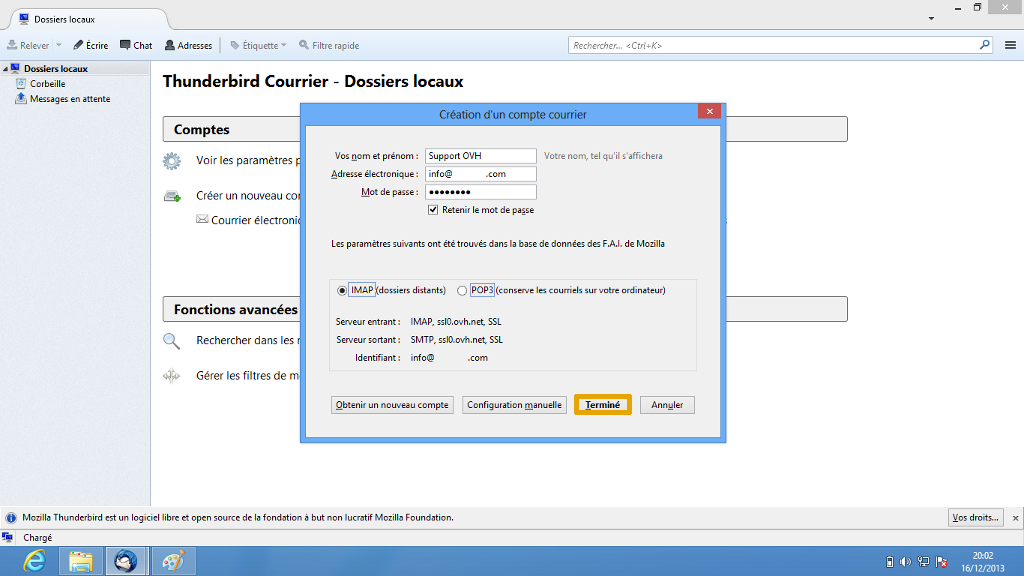 Dossiers locaux
Relever Écrire Chat Adresses Étiquette Filtre rapide Rechercher... <Ctrl+K>
Dossiers locaux
Corbeille
Messages en attente
Thunderbird Courrier - Dossiers locaux
Comptes
Voir les paramètres p
Créer un nouveau con
Courrier électroniq
Fonctions avancées
Rechercher dans les
Gérer les filtres de m
Création d'un compte courrier
Vos nom et prénom : Support OVH Votre nom, tel qu'il s'affichera
Adresse électronique : info@ .com
Mot de passe : ••••••••
Retenir le mot de passe
Les paramètres suivants ont été trouvés dans la base de données des F.A.I. de Mozilla
IMAP (dossiers distants) POP3 (conserve les courriels sur votre ordinateur)
Serveur entrant : IMAP, ssl0.ovh.net, SSL
Serveur sortant : SMTP, ssl0.ovh.net, SSL
Identifiant : info@ .com
Obtenir un nouveau compte Configuration manuelle Terminé Annuler
Mozilla Thunderbird est un logiciel libre et open source de la fondation à but non lucratif Mozilla Foundation. Vos droits...
Chargé
20:02
16/12/2013